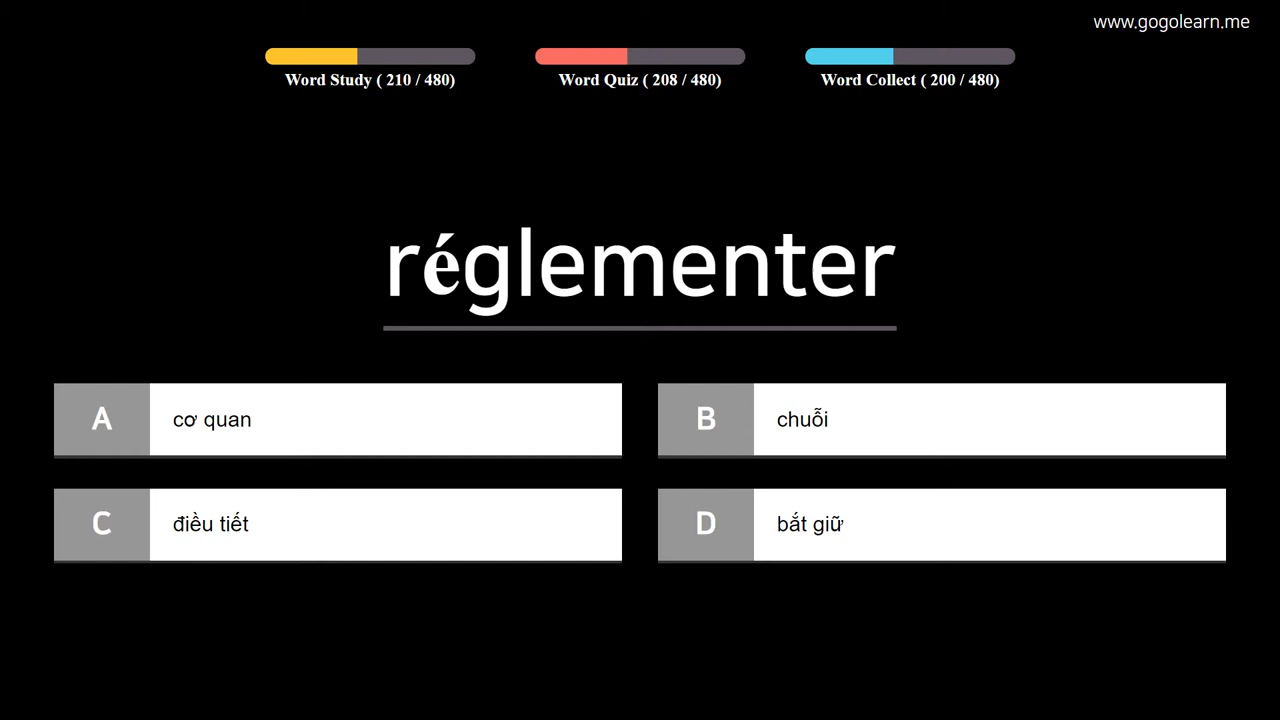 www.gogolearn.me
Word Study ( 210 / 480) Word Quiz ( 208 / 480) Word Collect ( 200 / 480)
réglementer
A cơ quan
B chuỗi
C điều tiết
D bắt giữ